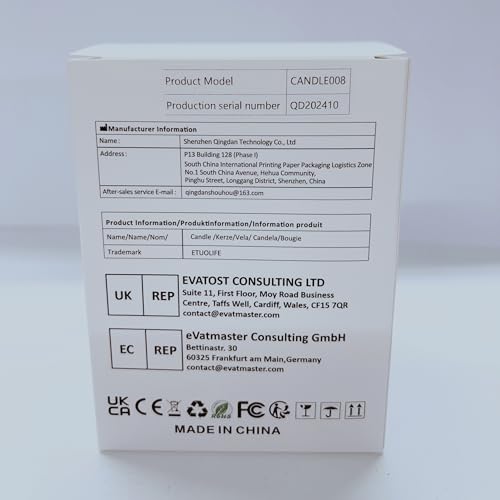 Product Model CANDLE008
Production serial number QD202410
Manufacturer Information
Name : Shenzhen Qingdan Technology Co., Ltd
Address : P13 Building 128 (Phase I)
South China International Printing Paper Packaging Logistics Zone
No.1 South China Avenue, Hehua Community,
Pinghu Street, Longgang District, Shenzhen, China
After-sales service E-mail : qingdanshouhou@163.com
Product Information/Produktinformation/Information produit
Name/Name/Nom/ Candle /Kerze/Vela/ Candela/Bougie
Trademark ETUOLIFE
UK REP EVATOST CONSULTING LTD
Suite 11, First Floor, Moy Road Business
Centre, Taffs Well, Cardiff, Wales, CF15 7QR
contact@evatmaster.com
EC REP eVatmaster Consulting GmbH
Bettinastr. 30
60325 Frankfurt am Main,Germany
contact@evatmaster.com
UK CA CE RoHS FC
MADE IN CHINA